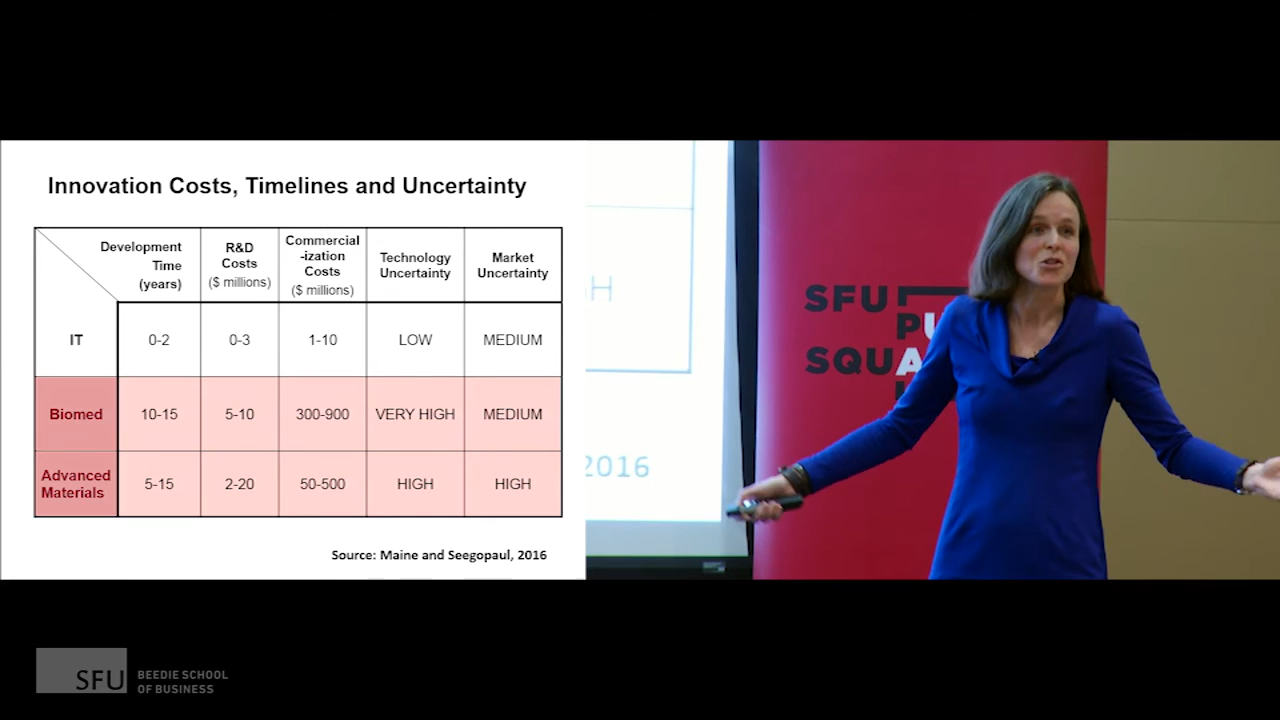 Innovation Costs, Timelines and Uncertainty
Development
Time
(years)
R&D
Costs
($ millions)
Commercial
-ization
Costs
($ millions)
Technology
Uncertainty
Market
Uncertainty
IT
0-2
0-3
1-10
LOW
MEDIUM
Biomed
10-15
5-10
300-900
VERY HIGH
MEDIUM
Advanced
Materials
5-15
2-20
50-500
HIGH
HIGH
Source: Maine and Seegopaul, 2016
H
2016
SFU
SQUA
SFU
BEEDIE SCHOOL
OF BUSINESS